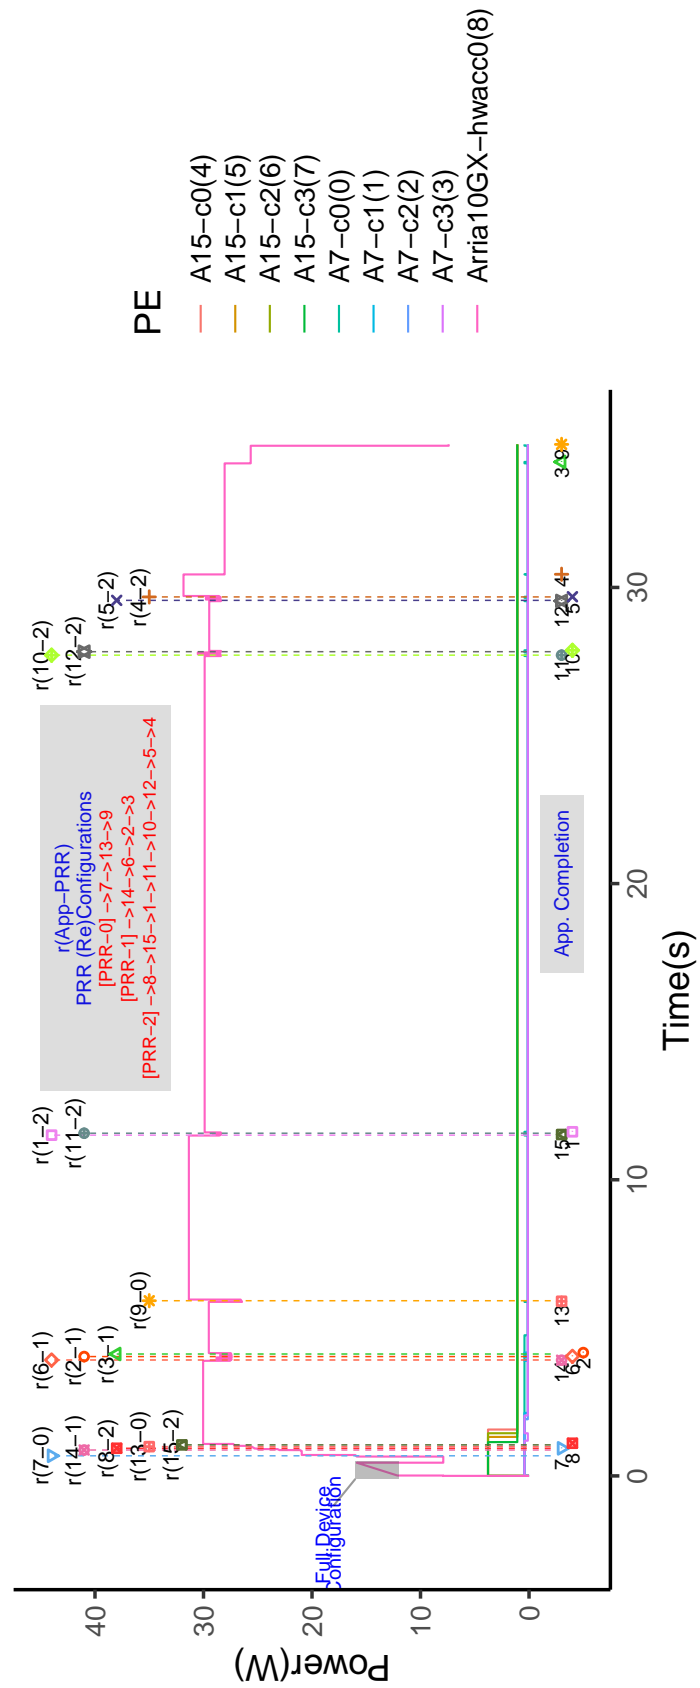 r(7−0)
r(14−1)
r(8−2)
r(13−0)
r(15−2)
r(6−1)
r(2−1)
r(3−1)
r(9−0)
r(1−2)
r(11−2)
r(10−2)
r(12−2)
r(5−2)
r(4−2)
r(App−PRR)
PRR (Re)Configurations
[PRR−0] −>7−>13−>9
[PRR−1] −>14−>6−>2−>3
[PRR−2] −>8−>15−>1−>11−>10−>12−>5−>4
Full Device
Configuration
App. Completion
7
8
14
6
2
13
15
1
11
10
12
5
4
3
9
40
30
20
10
0
Power(W)
0
10
20
30
Time(s)
PE
A15−c0(4)
A15−c1(5)
A15−c2(6)
A15−c3(7)
A7−c0(0)
A7−c1(1)
A7−c2(2)
A7−c3(3)
Arria10GX−hwacc0(8)